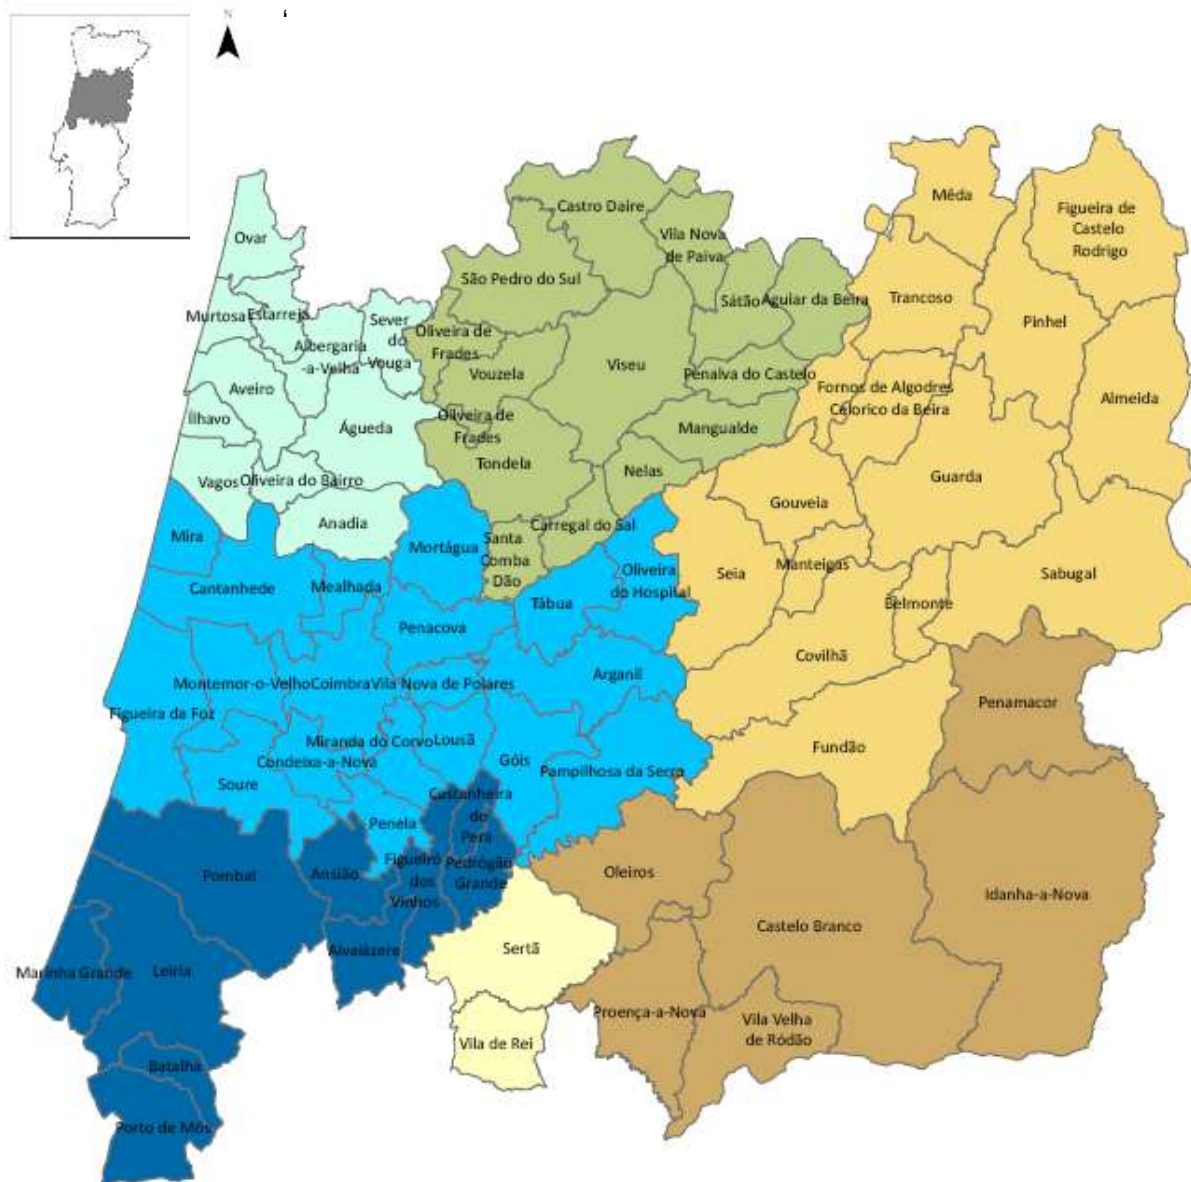 N
Mêda
Figueira de
Castelo
Rodrigo
Castro Daire
Ovar
Vila Nova
de Paiva
São Pedro do Sul
Sátão
Aguiar da Beira
Trancoso
Pinhel
Murtosa
Estarreja
Sever
do
Vouga
Albergaria
-a-Velha
Oliveira de
Frades
Vouzela
Viseu
Penalva do Castelo
Fornos de Algodres
Celorico da Beira
Almeida
Aveiro
Ílhavo
Águeda
Oliveira de
Frades
Mangualde
Tondela
Nelas
Guarda
Vagos
Oliveira do Bairro
Gouveia
Anadia
Carregal do Sal
Mira
Mortágua
Santa
Comba
Dão
Oliveira
do Hospital
Seia
Manteigas
Sabugal
Cantanhede
Mealhada
Tábua
Belmonte
Penacova
Covilhã
Arganil
Montemor-o-Velho
Coimbra
Vila Nova de Poiares
Penamacor
Figueira da Foz
Miranda do Corvo
Lousã
Fundão
Condeixa-a-Nova
Góis
Pampilhosa da Serra
Soure
Castanheira
de
Pera
Penela
Pombal
Ansião
Figueiró
dos
Vinhos
Pedrógão
Grande
Oleiros
Idanha-a-Nova
Castelo Branco
Alvaiázere
Sertã
Marinha Grande
Leiria
Proença-a-Nova
Vila Velha
de Ródão
Vila de Rei
Batalha
Porto de Mós